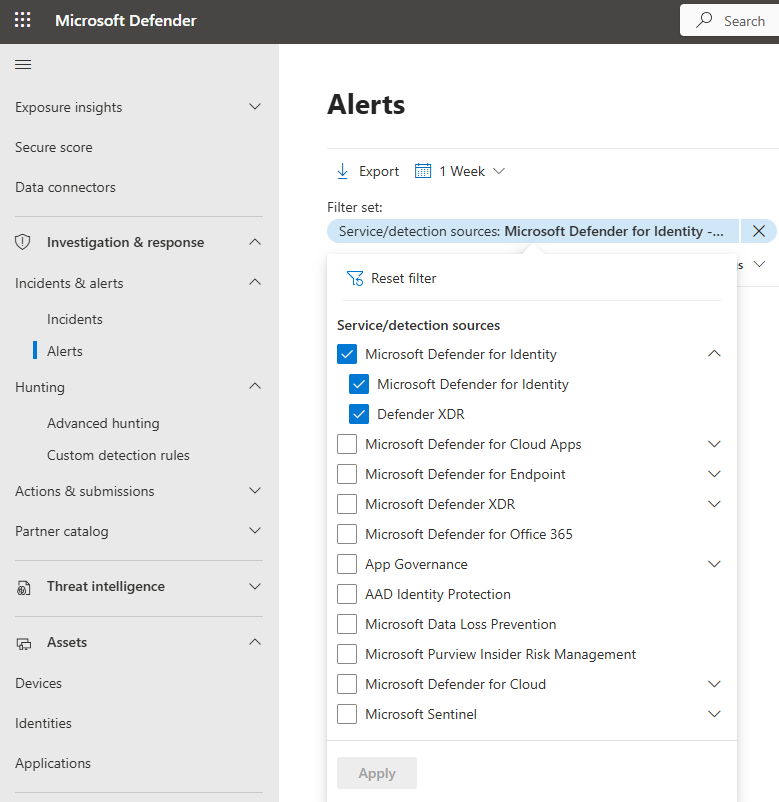 Microsoft Defender
Search
Exposure insights
Secure score
Data connectors
Investigation & response
Incidents & alerts
Incidents
Alerts
Hunting
Advanced hunting
Custom detection rules
Actions & submissions
Partner catalog
Threat intelligence
Assets
Devices
Identities
Applications
Alerts
Export
1 Week
Filter set:
Service/detection sources: Microsoft Defender for Identity -...
s
Reset filter
Service/detection sources
Microsoft Defender for Identity
Microsoft Defender for Identity
Defender XDR
Microsoft Defender for Cloud Apps
Microsoft Defender for Endpoint
Microsoft Defender XDR
Microsoft Defender for Office 365
App Governance
AAD Identity Protection
Microsoft Data Loss Prevention
Microsoft Purview Insider Risk Management
Microsoft Defender for Cloud
Microsoft Sentinel
Apply